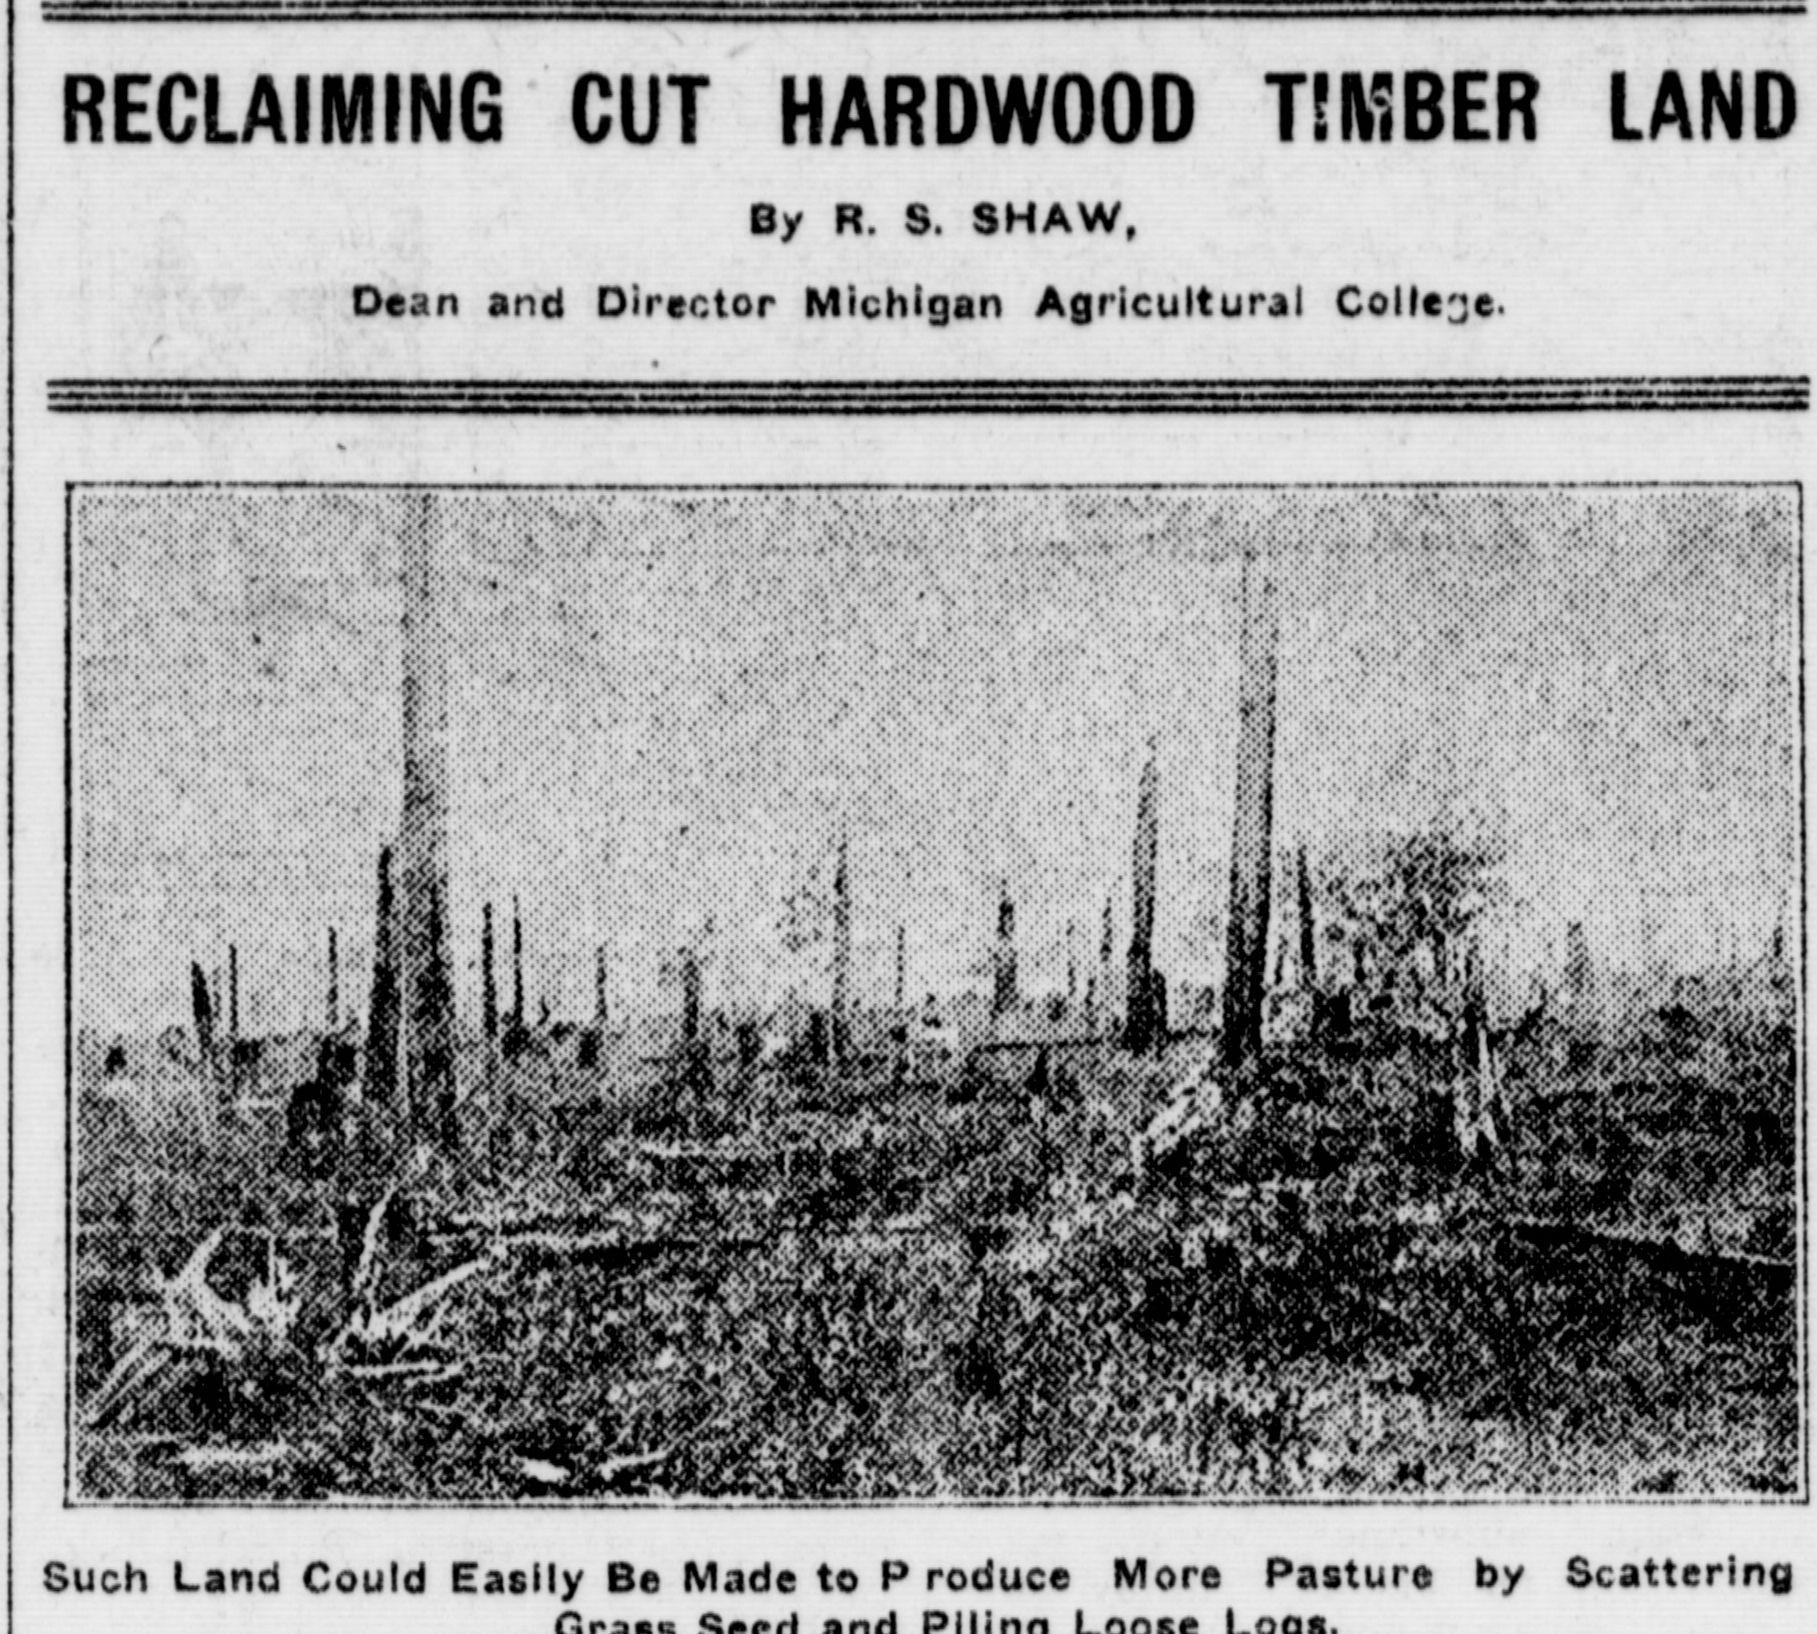 RECLAIMING CUT HARDWOOD TIMBER LAND
By R. S. SHAW,
Dean and Director Michigan Agricultural College.
Such Land Could Easily Be Made to P roduce More Pasture by Scattering
Grass Seed and Piling Loose Logs.